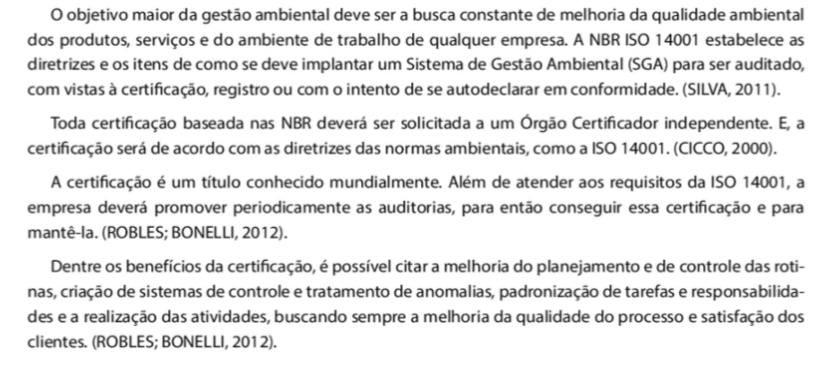 O objetivo maior da gestão ambiental deve ser a busca constante de melhoria da qualidade ambiental
dos produtos, serviços e do ambiente de trabalho de qualquer empresa. A NBR ISO 14001 estabelece as
diretrizes e os itens de como se deve implantar um Sistema de Gestão Ambiental (SGA) para ser auditado,
com vistas à certificação, registro ou com o intento de se autodeclarar em conformidade. (SILVA, 2011).
Toda certificação baseada nas NBR deverá ser solicitada a um Órgão Certificador independente. E, a
certificação será de acordo com as diretrizes das normas ambientais, como a ISO 14001. (CICCO, 2000).
A certificação é um título conhecido mundialmente. Além de atender aos requisitos da ISO 14001, a
empresa deverá promover periodicamente as auditorias, para então conseguir essa certificação e para
mantê-la. (ROBLES; BONELLI, 2012).
Dentre os benefícios da certificação, é possível citar a melhoria do planejamento e de controle das roti-
nas, criação de sistemas de controle e tratamento de anomalias, padronização de tarefas e responsabilida-
des e a realização das atividades, buscando sempre a melhoria da qualidade do processo e satisfação dos
clientes. (ROBLES; BONELLI, 2012).